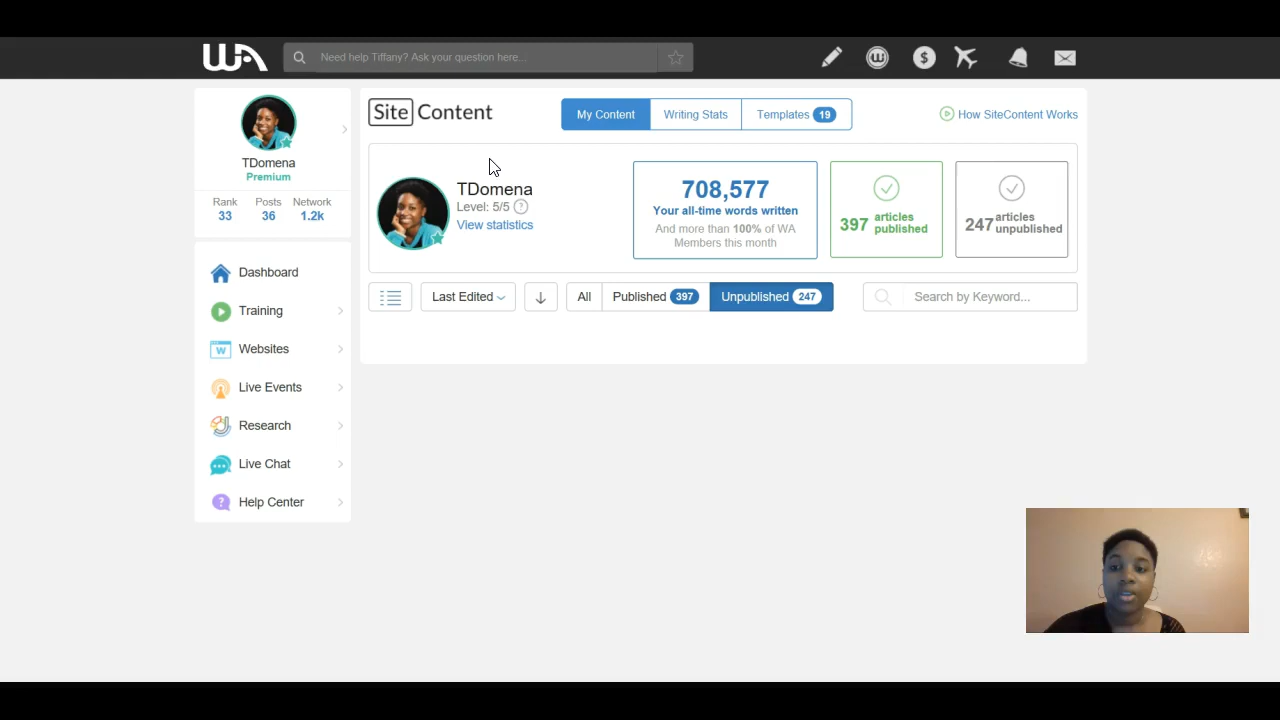 WA
Need help Tiffany? Ask your question here...
$
TDomena
Premium
Rank Posts Network
33 36 1.2k
Dashboard
Training
Websites
Live Events
Research
Live Chat
Help Center
Site Content
My Content
Writing Stats
Templates 19
How SiteContent Works
TDomena
Level: 5/5 ?
View statistics
708,577
Your all-time words written
And more than 100% of WA
Members this month
397 articles
published
247 articles
unpublished
Last Edited
All
Published 397
Unpublished 247
Search by Keyword...